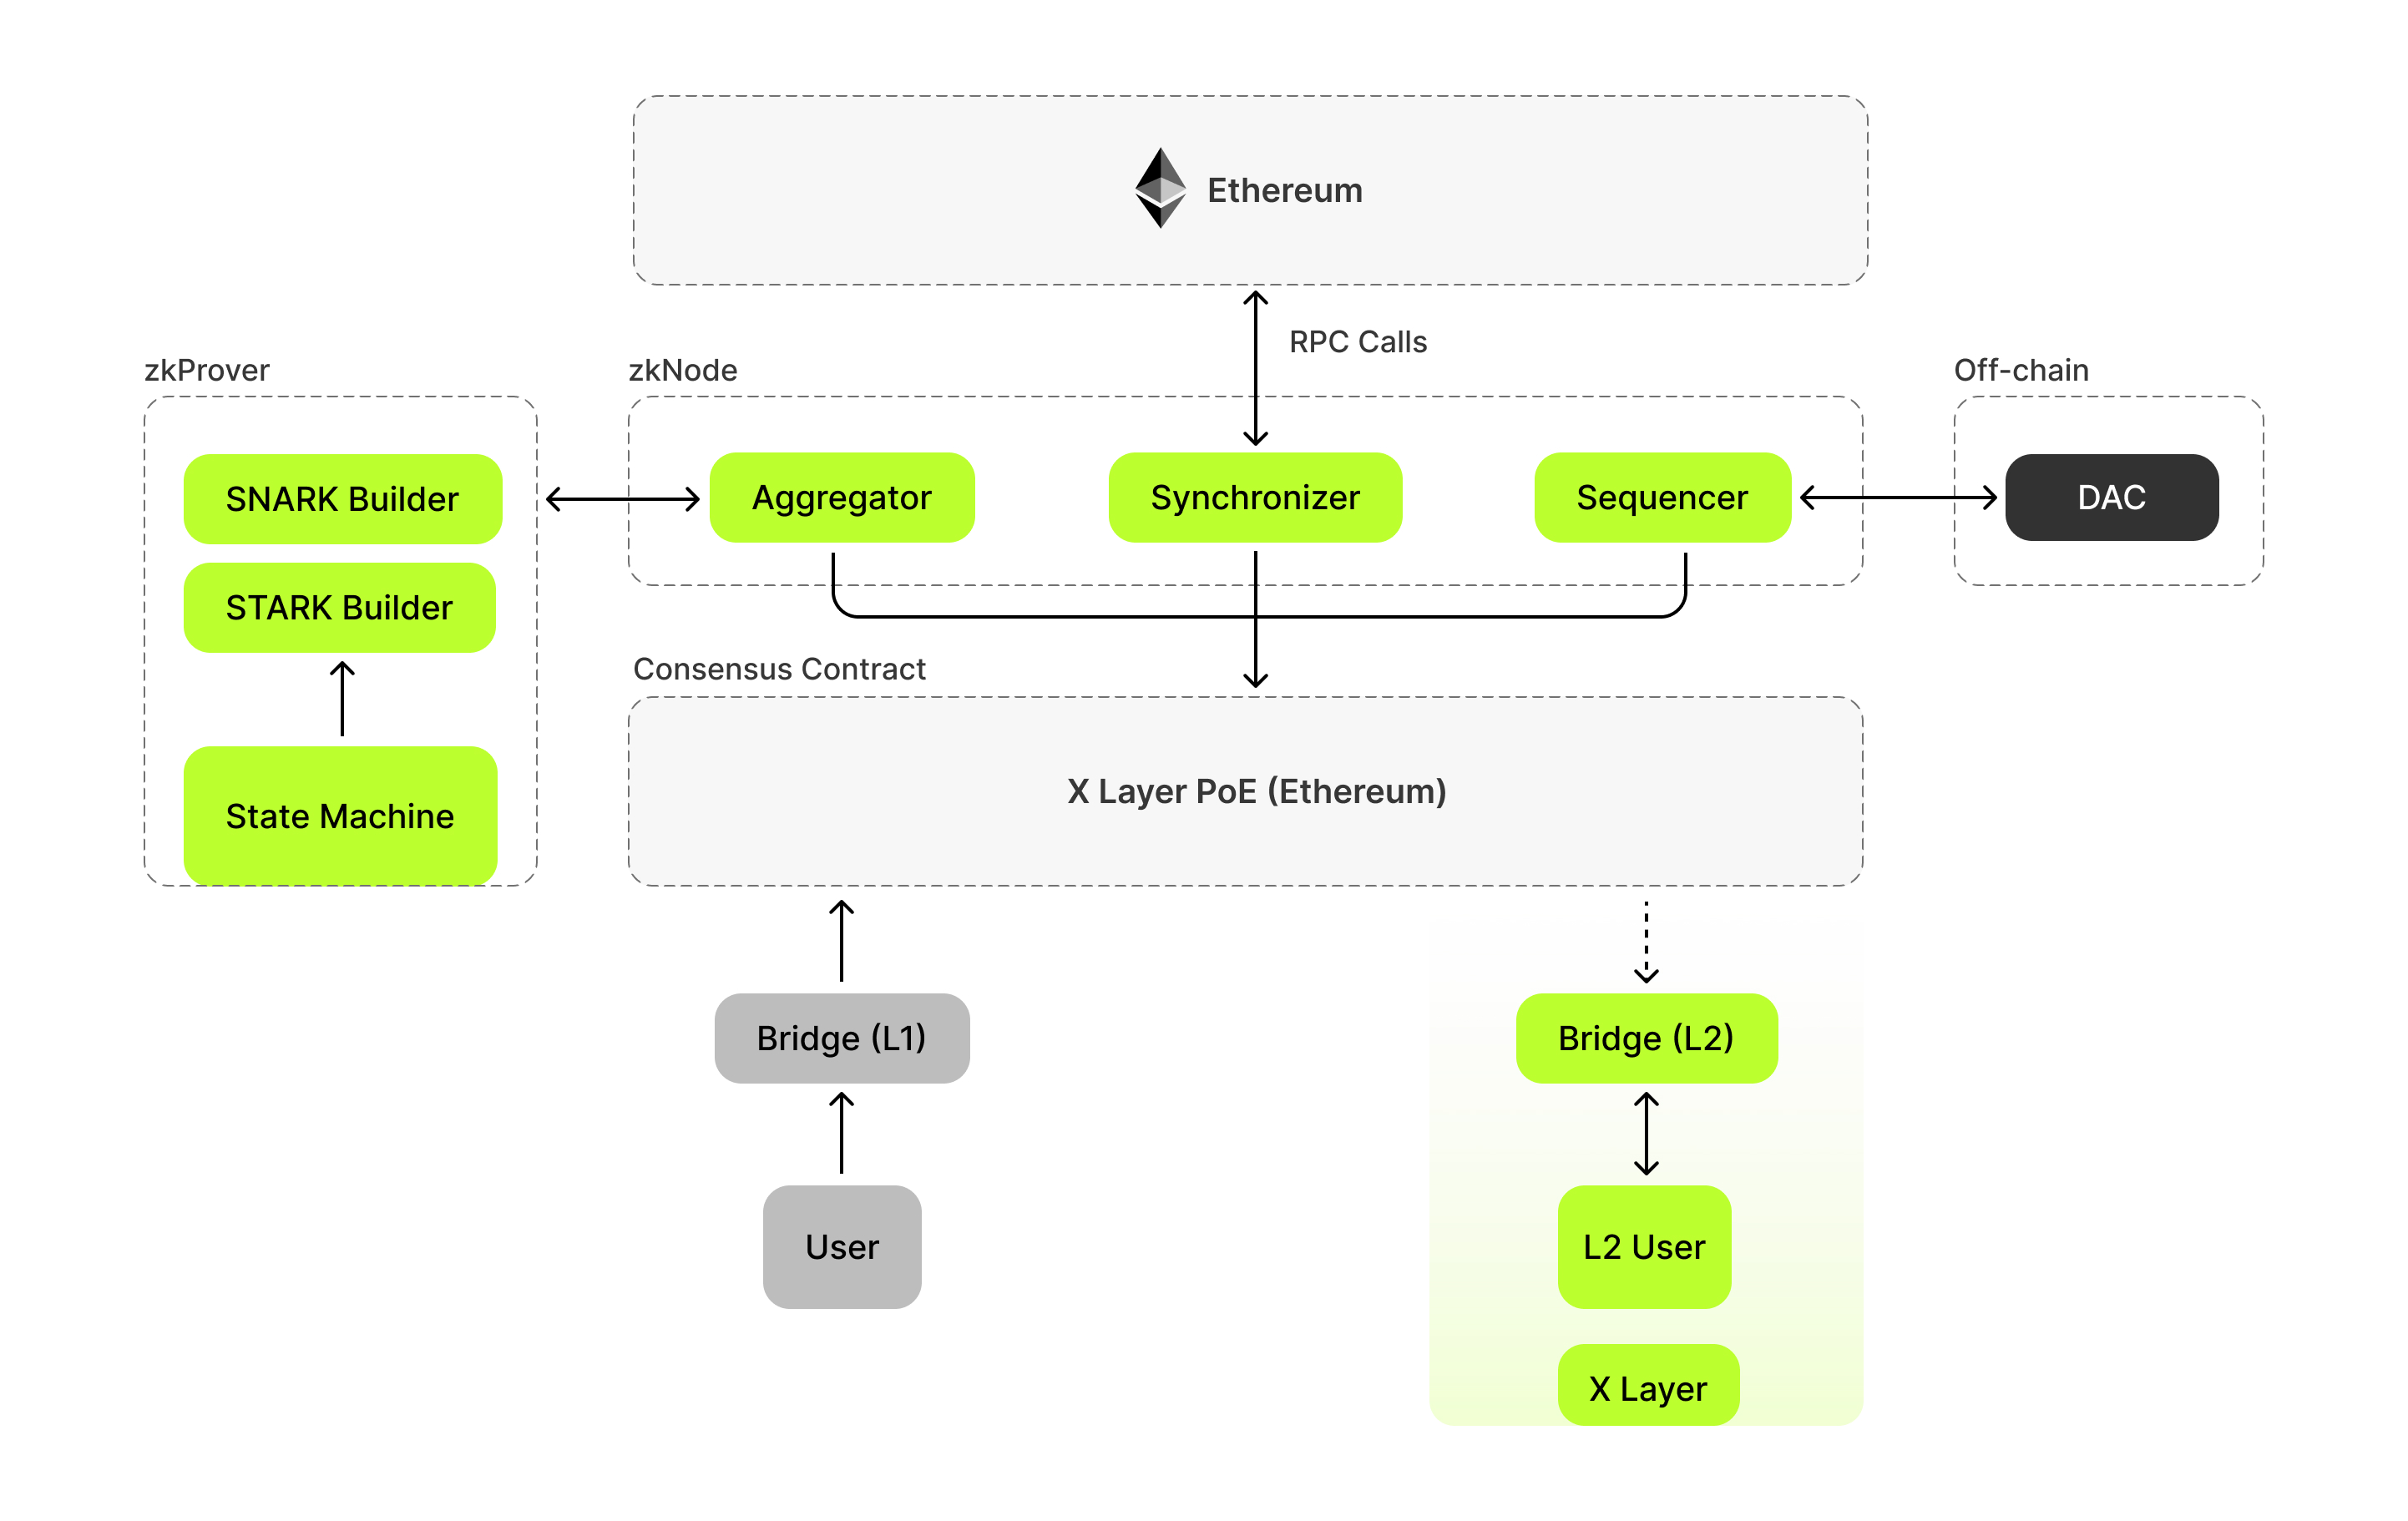 Ethereum
RPC Calls
zkProver
zkNode
Off-chain
SNARK Builder
Aggregator
Synchronizer
Sequencer
DAC
STARK Builder
Consensus Contract
State Machine
X Layer PoE (Ethereum)
Bridge (L1)
Bridge (L2)
User
L2 User
X Layer